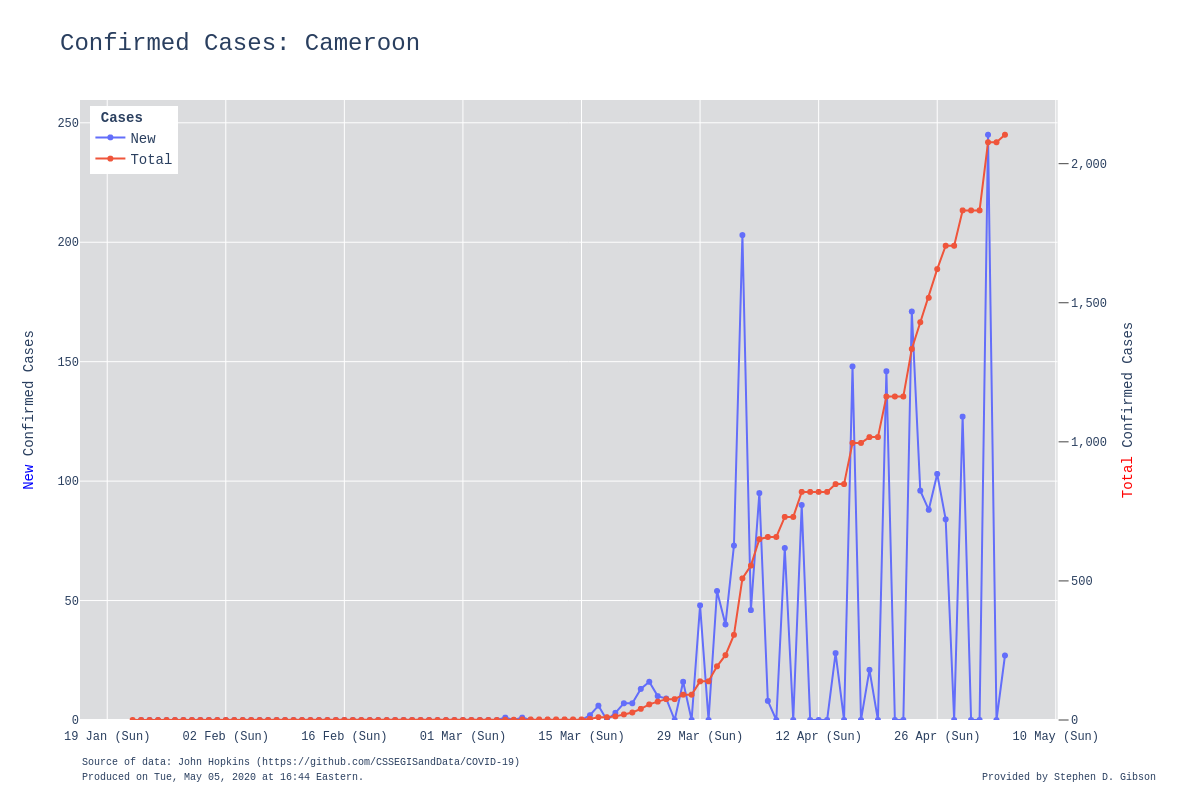 Confirmed Cases: Cameroon
Cases
New
Total
250
200
150
100
50
0
2,000
1,500
1,000
500
0
New Confirmed Cases
Total Confirmed Cases
19 Jan (Sun)
02 Feb (Sun)
16 Feb (Sun)
01 Mar (Sun)
15 Mar (Sun)
29 Mar (Sun)
12 Apr (Sun)
26 Apr (Sun)
10 May (Sun)
Source of data: John Hopkins (https://github.com/CSSEGISandData/COVID-19)
Produced on Tue, May 05, 2020 at 16:44 Eastern.
Provided by Stephen D. Gibson